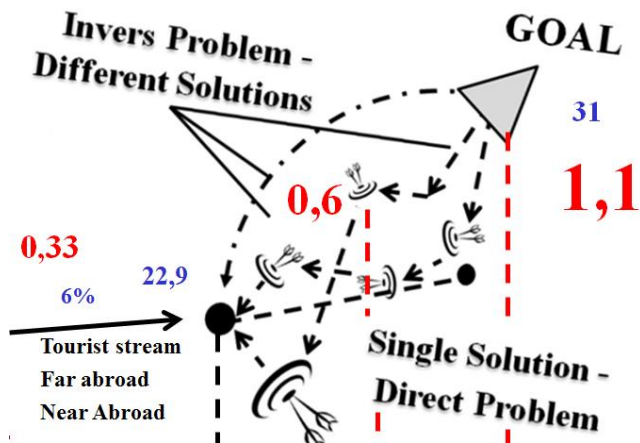 Invers Problem -
Different Solutions
GOAL
31
1,1
0,6
0,33
6%
22,9
Tourist stream
Far abroad
Near Abroad
Single Solution -
Direct Problem